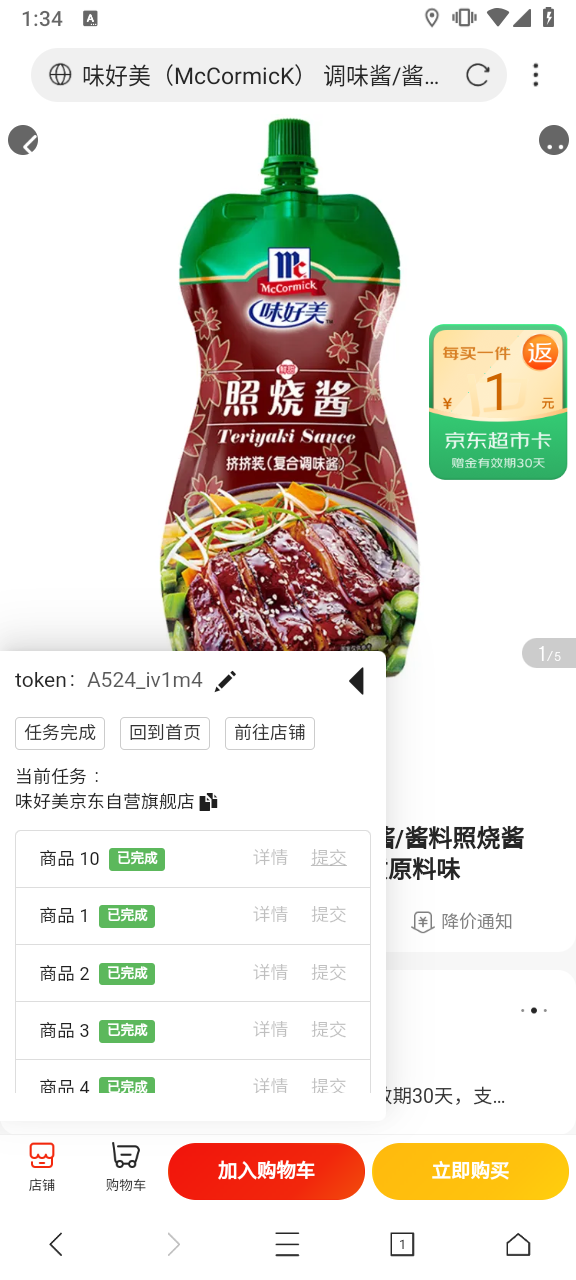 1:34
A
味好美（McCormicK） 调味酱/酱…
Mc
McCormick
味好美™
鲜甜
照烧酱
Teriyaki Sauce
挤挤装(复合调味酱)
每买一件 返
¥ 1 元
京东超市卡
赠金有效期30天
1/5
token： A524_iv1m4
任务完成 回到首页 前往店铺
当前任务：
味好美京东自营旗舰店
商品 10 已完成 详情 提交
商品 1 已完成 详情 提交
商品 2 已完成 详情 提交
商品 3 已完成 详情 提交
商品 4 已完成 详情 提交
酱/酱料照烧酱
原料味
降价通知
效期30天，支…
店铺 购物车 加入购物车 立即购买
1